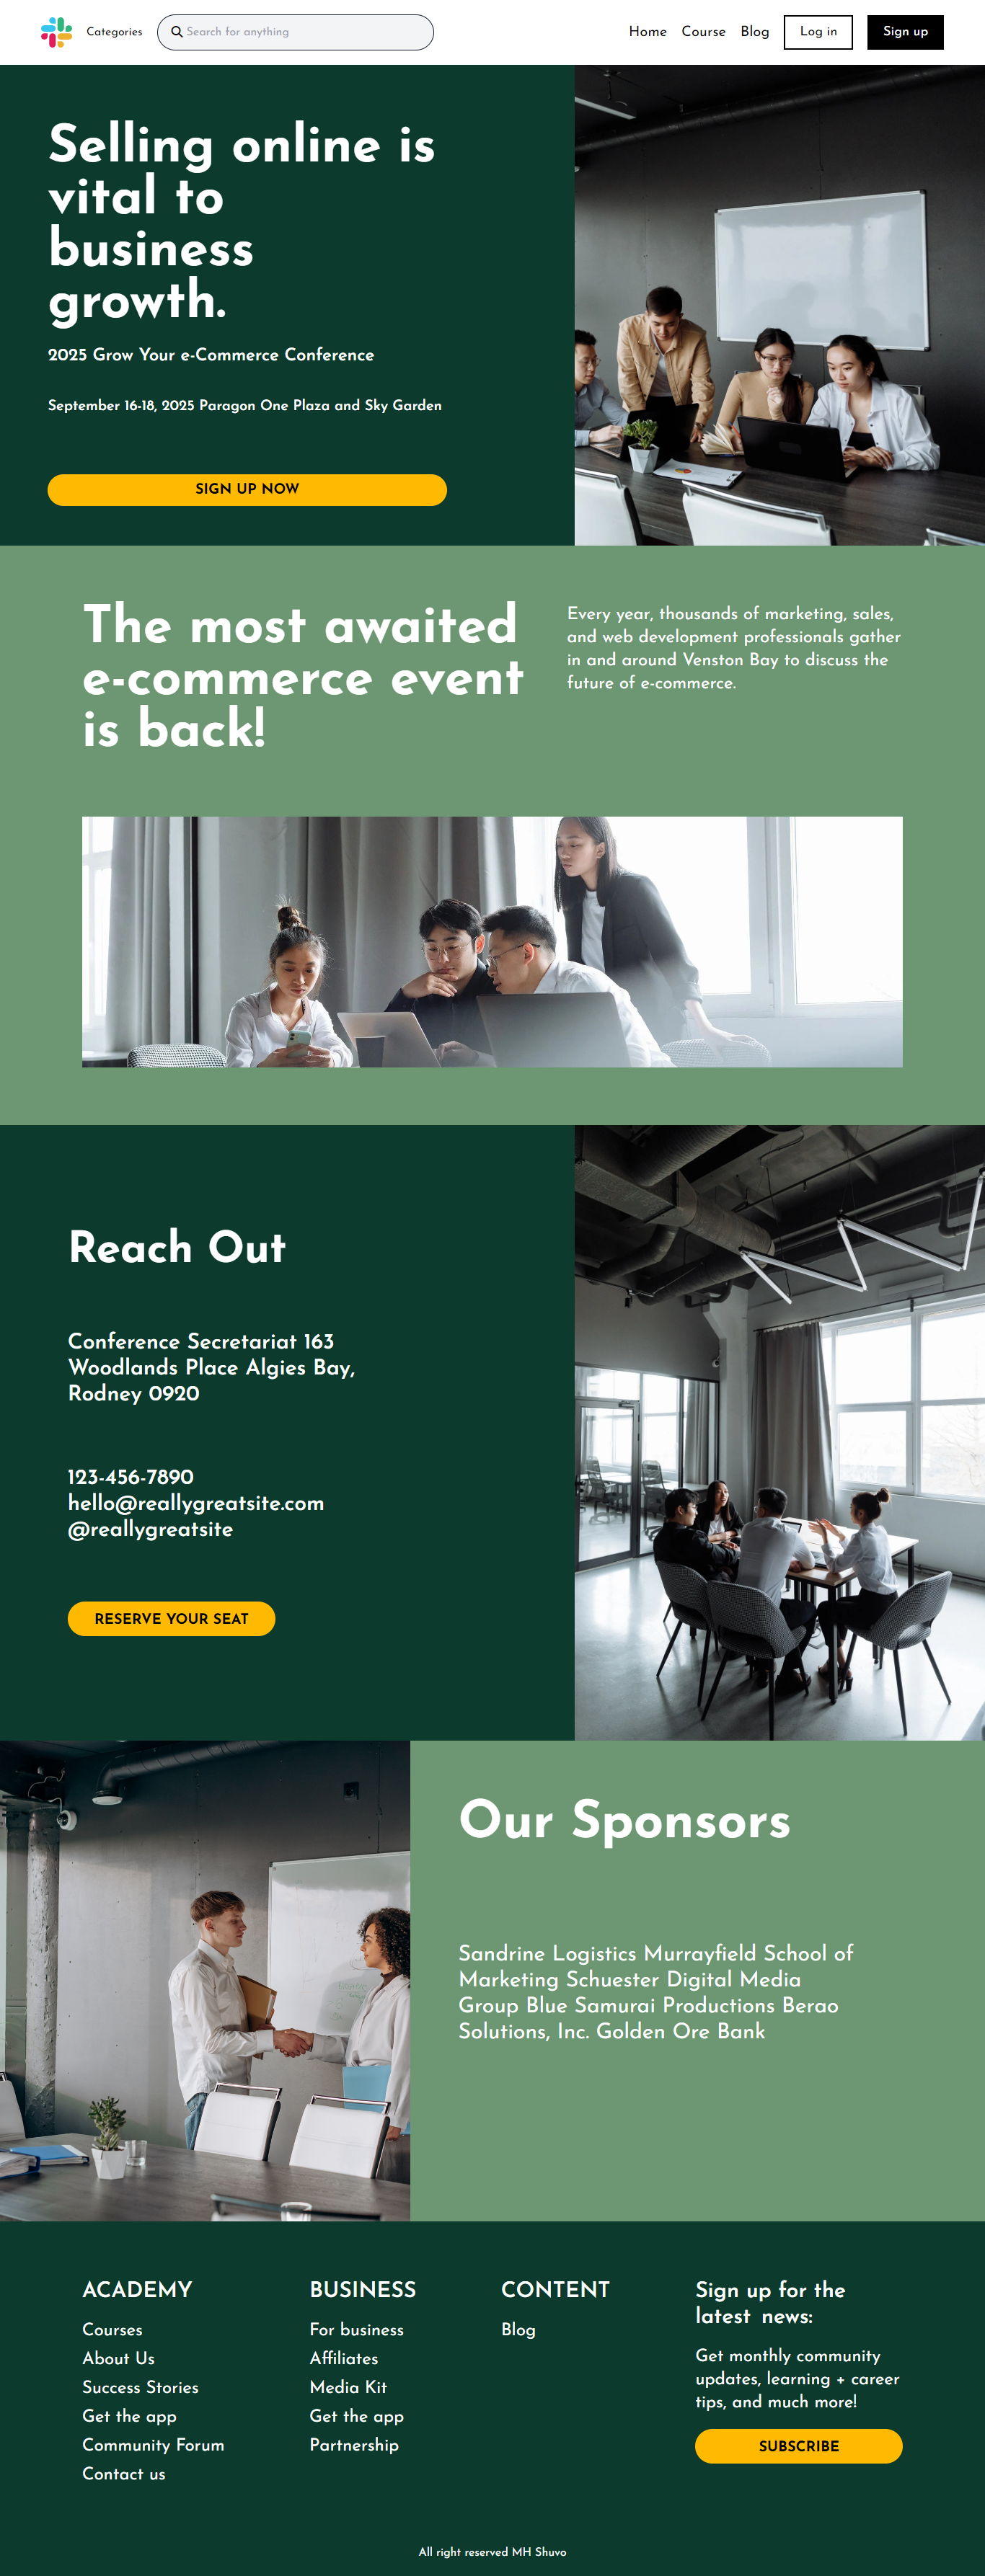 Categories
Search for anything
Home
Course
Blog
Log in
Sign up
Selling online is
vital to
business
growth.
2025 Grow Your e-Commerce Conference
September 16-18, 2025 Paragon One Plaza and Sky Garden
SIGN UP NOW
The most awaited
e-commerce event
is back!
Every year, thousands of marketing, sales,
and web development professionals gather
in and around Venston Bay to discuss the
future of e-commerce.
Reach Out
Conference Secretariat 163
Woodlands Place Algies Bay,
Rodney 0920
123-456-7890
hello@reallygreatsite.com
@reallygreatsite
RESERVE YOUR SEAT
Our Sponsors
Sandrine Logistics Murrayfield School of
Marketing Schuester Digital Media
Group Blue Samurai Productions Berao
Solutions, Inc. Golden Ore Bank
ACADEMY
Courses
About Us
Success Stories
Get the app
Community Forum
Contact us
BUSINESS
For business
Affiliates
Media Kit
Get the app
Partnership
CONTENT
Blog
Sign up for the
latest news:
Get monthly community
updates, learning + career
tips, and much more!
SUBSCRIBE
All right reserved MH Shuvo